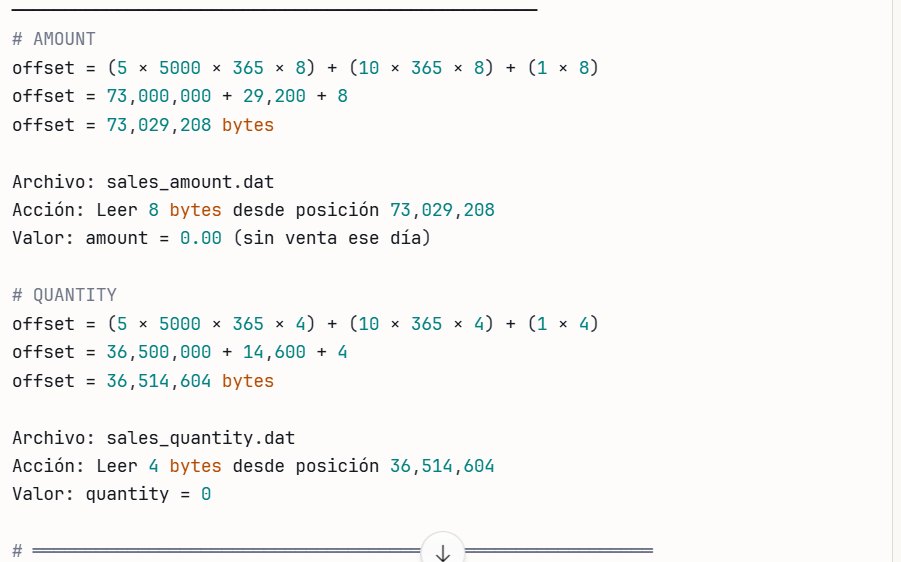 # AMOUNT
offset = (5 × 5000 × 365 × 8) + (10 × 365 × 8) + (1 × 8)
offset = 73,000,000 + 29,200 + 8
offset = 73,029,208 bytes
Archivo: sales_amount.dat
Acción: Leer 8 bytes desde posición 73,029,208
Valor: amount = 0.00 (sin venta ese día)
# QUANTITY
offset = (5 × 5000 × 365 × 4) + (10 × 365 × 4) + (1 × 4)
offset = 36,500,000 + 14,600 + 4
offset = 36,514,604 bytes
Archivo: sales_quantity.dat
Acción: Leer 4 bytes desde posición 36,514,604
Valor: quantity = 0
#